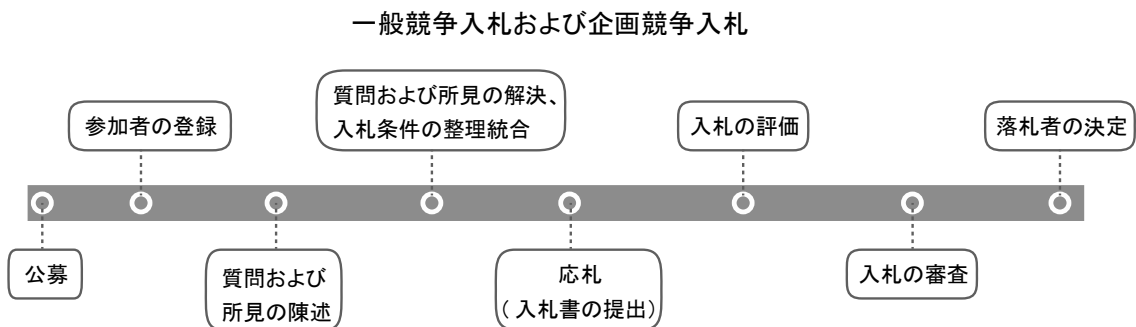 一般競争入札および企画競争入札
公募
参加者の登録
質問および
所見の陳述
質問および所見の解決、
入札条件の整理統合
応札
(入札書の提出)
入札の評価
入札の審査
落札者の決定